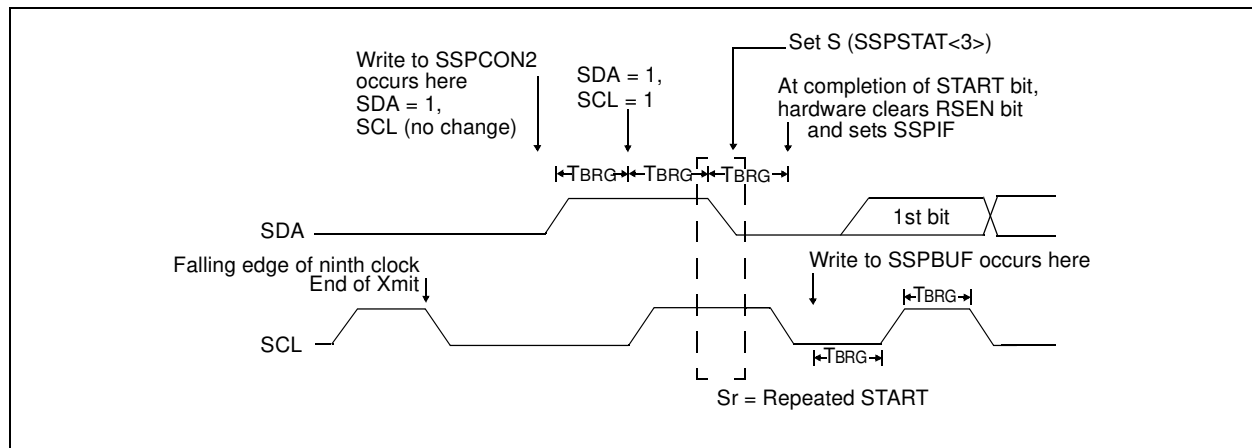 Set S (SSPSTAT<3>)
Write to SSPCON2
occurs here
SDA = 1,
SCL (no change)
SDA = 1,
SCL = 1
At completion of START bit,
hardware clears RSEN bit
and sets SSPIF
TBRG
TBRG
TBRG
SDA
1st bit
Falling edge of ninth clock
End of Xmit
Write to SSPBUF occurs here
TBRG
SCL
TBRG
Sr = Repeated START